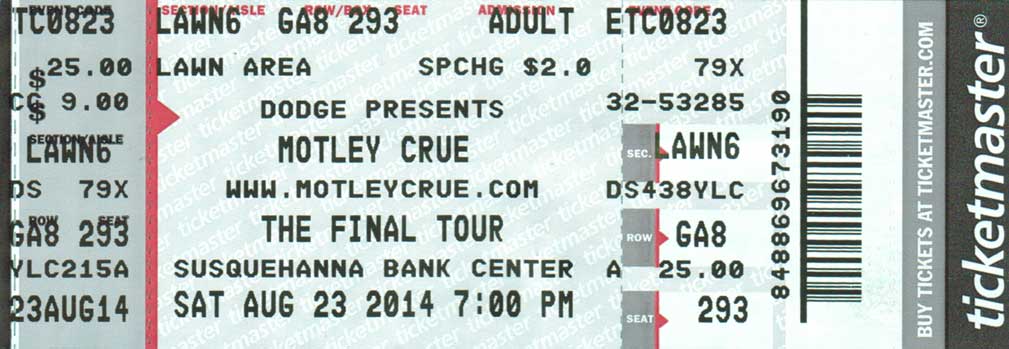 EVENT CODE SECTION/AISLE ROW/BOX SEAT ADMISSION EVENT CODE
TC0823 LAWN6 GA8 293 ADULT ETC0823
$ 25.00 LAWN AREA SPCHG $2.0 79X
$ 9.00 DODGE PRESENTS 32-53285
SECTION/AISLE
LAWN6 MOTLEY CRUE SEC. LAWN6
DS 79X WWW.MOTLEYCRUE.COM DS438YLC
ROW SEAT
GA8 293 THE FINAL TOUR ROW GA8
YLC215A SUSQUEHANNA BANK CENTER A 25.00
23AUG14 SAT AUG 23 2014 7:00 PM SEAT 293
848869673190
BUY TICKETS AT TICKETMASTER.COM
ticketmaster®